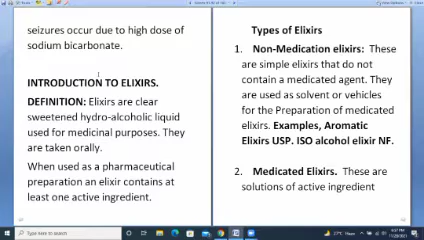 seizures occur due to high dose of
sodium bicarbonate.
INTRODUCTION TO ELIXIRS.
DEFINITION: Elixirs are clear
sweetened hydro-alcoholic liquid
used for medicinal purposes. They
are taken orally.
When used as a pharmaceutical
preparation an elixir contains at
least one active ingredient.
Types of Elixirs
1. Non-Medication elixirs: These
are simple elixirs that do not
contain a medicated agent. They
are used as solvent or vehicles
for the Preparation of medicated
elixirs. Examples, Aromatic
Elixirs USP. ISO alcohol elixir NF.
2. Medicated Elixirs. These are
solutions of active ingredient
Type here to search